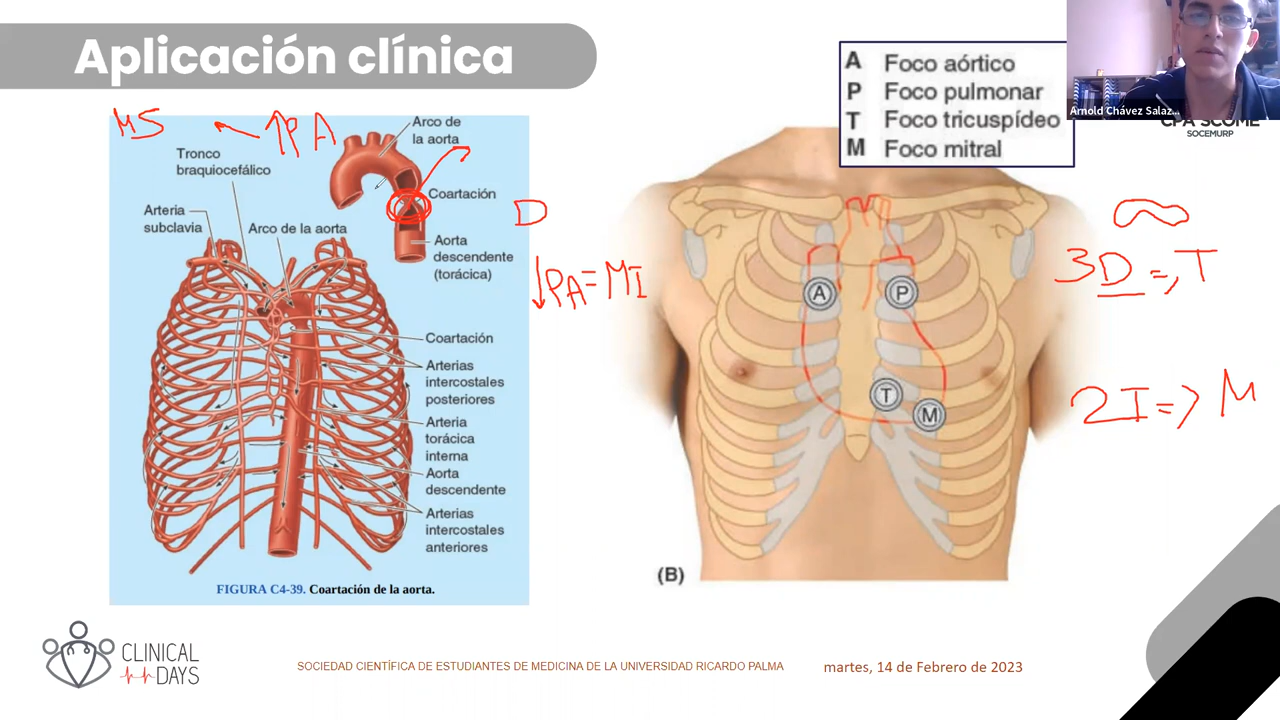 Aplicación clínica
MS
↑PA
Arco de
la aorta
Tronco
braquiocefálico
Coartación
Arteria
subclavia
Arco de la aorta
Aorta
descendente
(torácica)
D
↓PA=MI
Coartación
Arterias
intercostales
posteriores
Arteria
torácica
interna
Aorta
descendente
Arterias
intercostales
anteriores
FIGURA C4-39. Coartación de la aorta.
A Foco aórtico
P Foco pulmonar
T Foco tricuspídeo
M Foco mitral
Arnold Chávez Salaz...
CPA SCOME
SOCEMURP
A
P
T
M
3D=,T
2I=>M
(B)
CLINICAL
DAYS
SOCIEDAD CIENTÍFICA DE ESTUDIANTES DE MEDICINA DE LA UNIVERSIDAD RICARDO PALMA
martes, 14 de Febrero de 2023